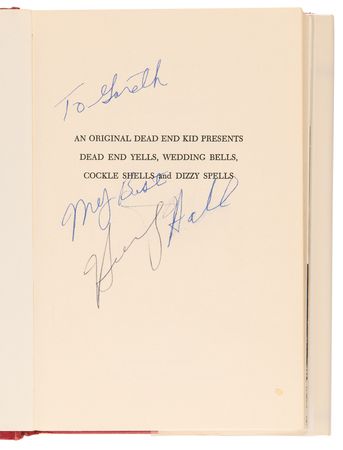 To Gareth
AN ORIGINAL DEAD END KID PRESENTS
DEAD END YELLS, WEDDING BELLS,
COCKLE SHELLS and DIZZY SPELLS
My Best
Huntz Hall